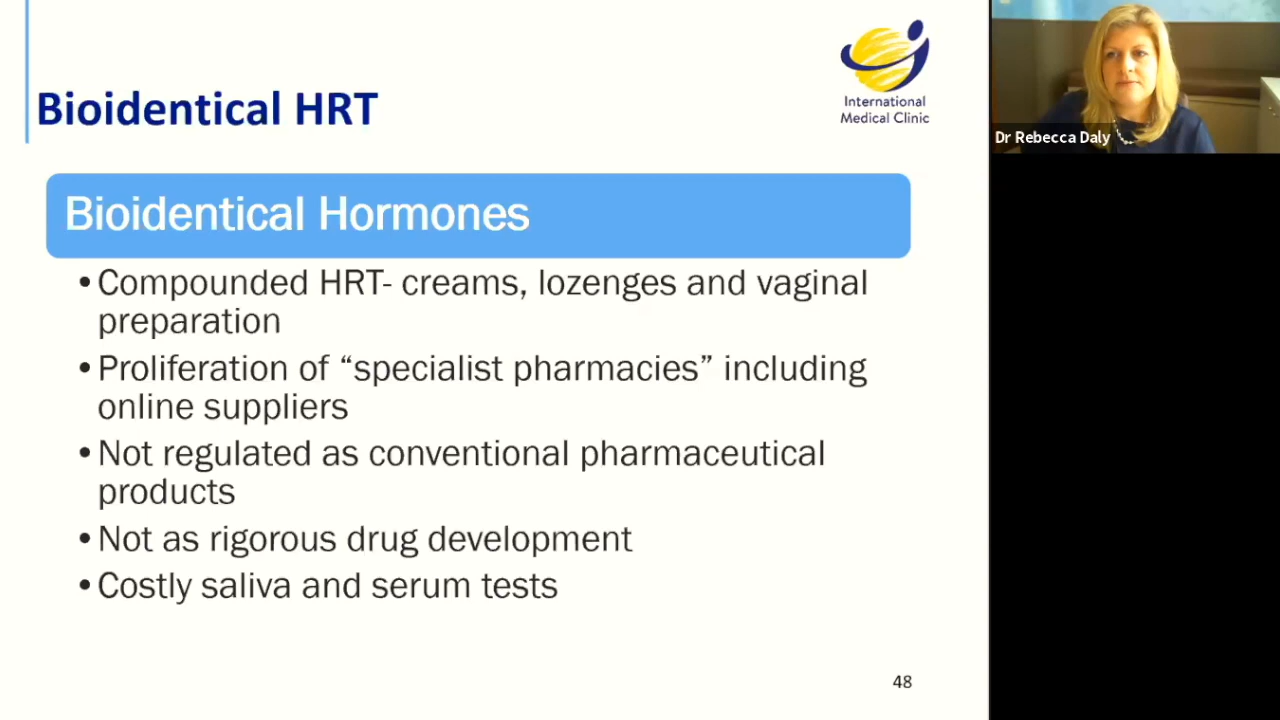 International
Medical Clinic
Bioidentical HRT
Bioidentical Hormones
•Compounded HRT- creams, lozenges and vaginal
preparation
•Proliferation of “specialist pharmacies” including
online suppliers
•Not regulated as conventional pharmaceutical
products
•Not as rigorous drug development
•Costly saliva and serum tests
48
Dr Rebecca Daly